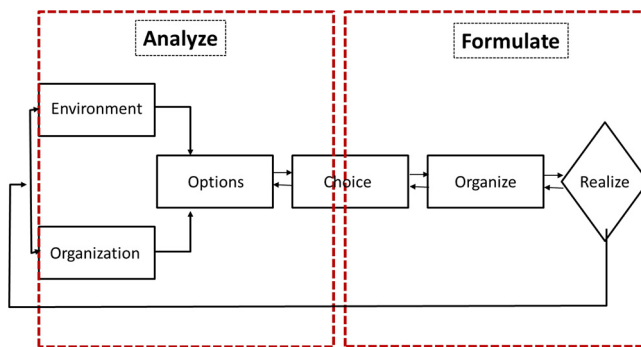 Analyze
Formulate
Environment
Options
Choice
Organize
Realize
Organization